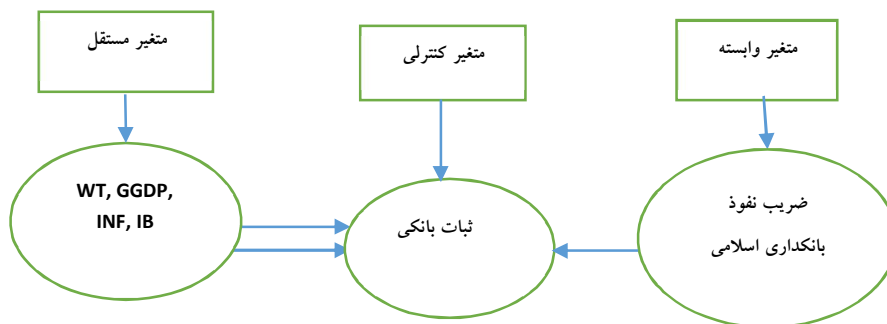 متغیر وابسته
متغیر کنترلی
متغیر مستقل
ضریب نفوذ
بانکداری اسلامی
ثبات بانکی
WT, GGDP,
INF, IB